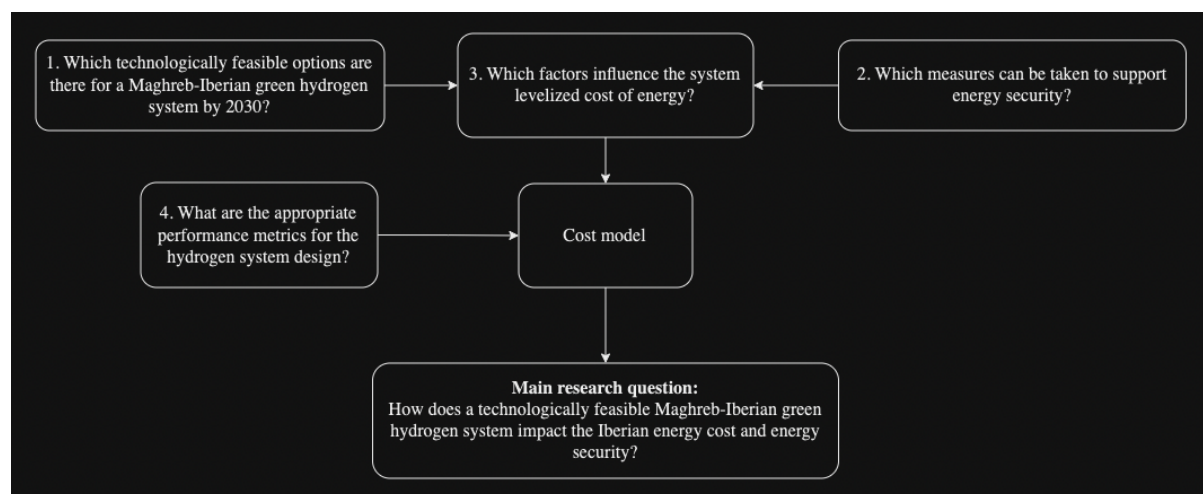 1. Which technologically feasible options are
there for a Maghreb-Iberian green hydrogen
system by 2030?
3. Which factors influence the system
levelized cost of energy?
2. Which measures can be taken to support
energy security?
4. What are the appropriate
performance metrics for the
hydrogen system design?
Cost model
Main research question:
How does a technologically feasible Maghreb-Iberian green
hydrogen system impact the Iberian energy cost and energy
security?